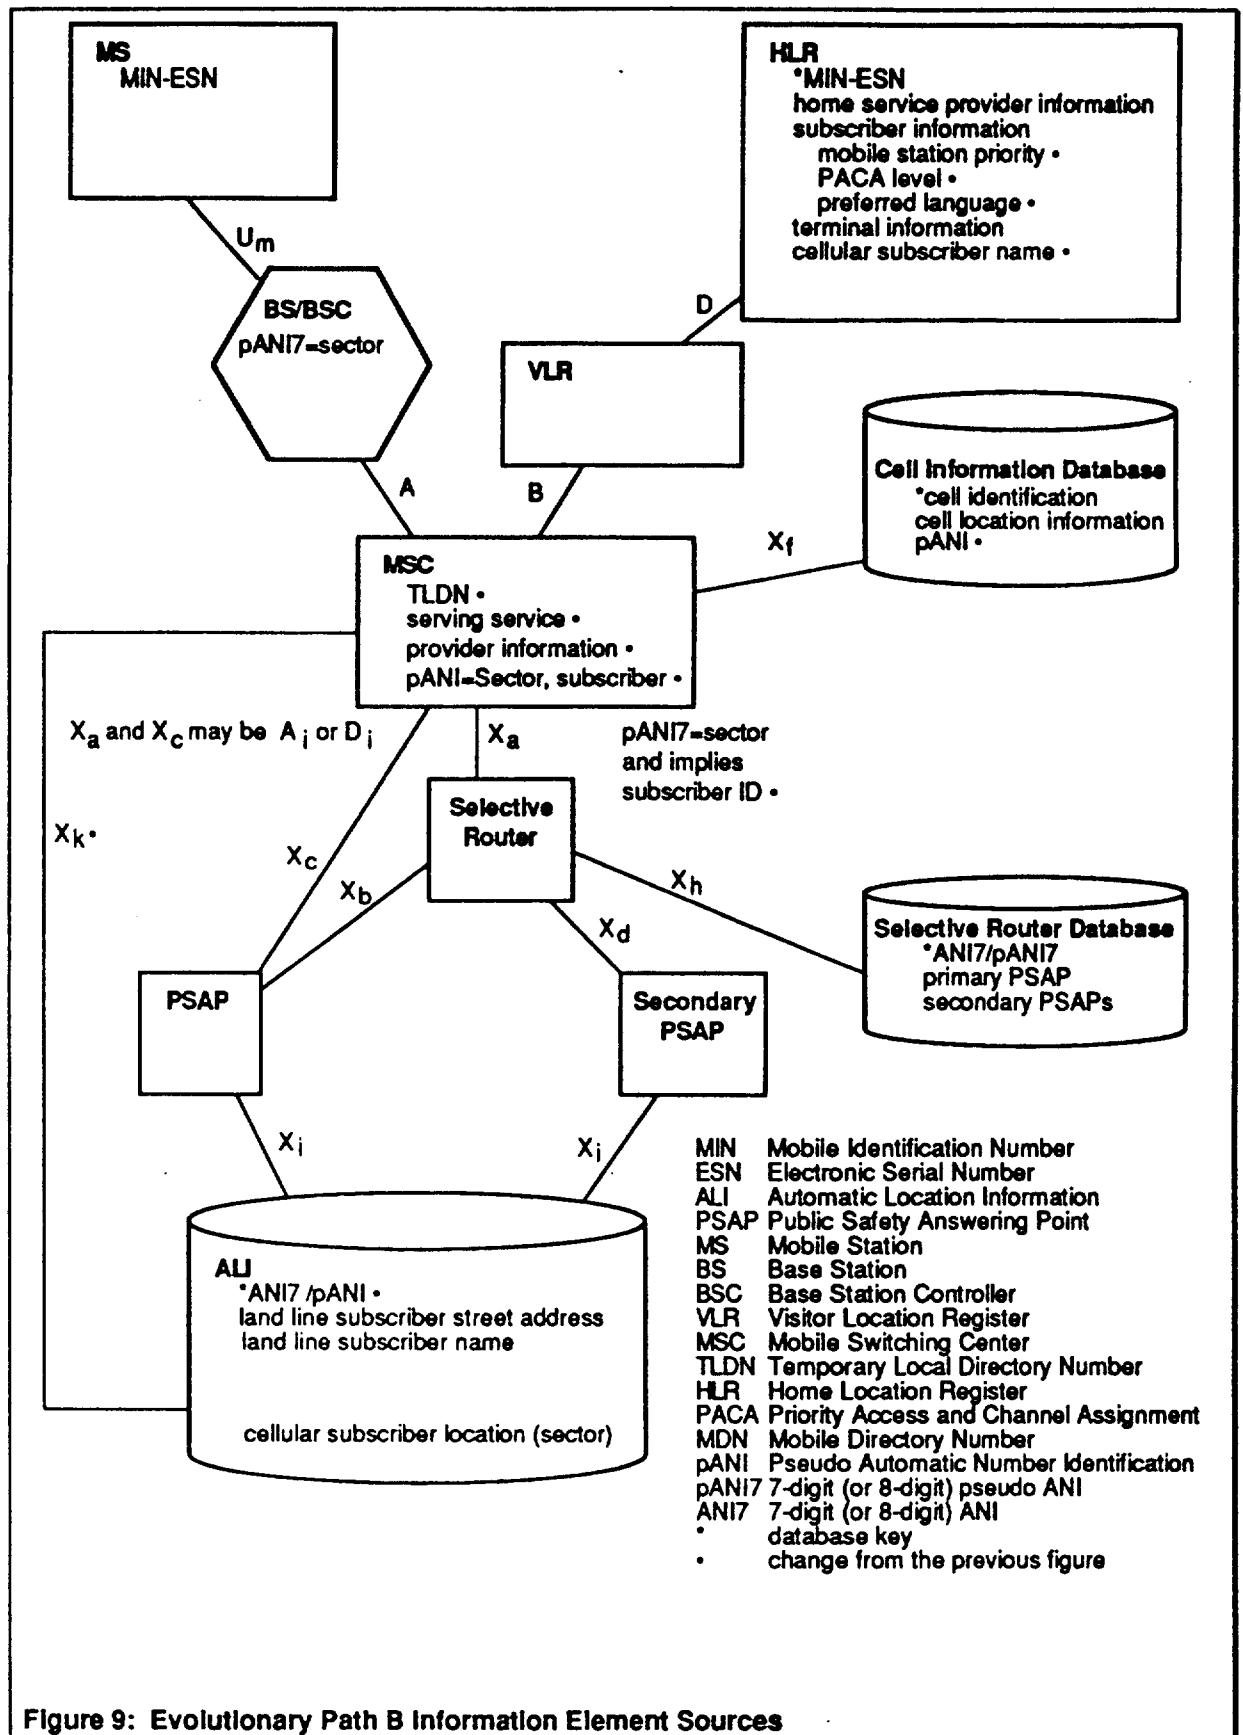 MS
MIN-ESN
HLR
*MIN-ESN
home service provider information
subscriber information
mobile station priority •
PACA level •
preferred language •
terminal information
cellular subscriber name •
Um
D
BS/BSC
pANI7=sector
VLR
Cell Information Database
*cell identification
cell location information
pANI •
A
B
Xf
MSC
TLDN •
serving service •
provider information •
pANI=Sector, subscriber •
Xa and Xc may be Ai or Di
Xa
pANI7=sector
and implies
subscriber ID •
Selective
Router
Xk•
Xc
Xb
Xh
Xd
Selective Router Database
*ANI7/pANI7
primary PSAP
secondary PSAPs
PSAP
Secondary
PSAP
Xi
Xi
ALI
*ANI7 /pANI •
land line subscriber street address
land line subscriber name
cellular subscriber location (sector)
MIN Mobile Identification Number
ESN Electronic Serial Number
ALI Automatic Location Information
PSAP Public Safety Answering Point
MS Mobile Station
BS Base Station
BSC Base Station Controller
VLR Visitor Location Register
MSC Mobile Switching Center
TLDN Temporary Local Directory Number
HLR Home Location Register
PACA Priority Access and Channel Assignment
MDN Mobile Directory Number
pANI Pseudo Automatic Number Identification
pANI7 7-digit (or 8-digit) pseudo ANI
ANI7 7-digit (or 8-digit) ANI
* database key
• change from the previous figure
Figure 9: Evolutionary Path B Information Element Sources